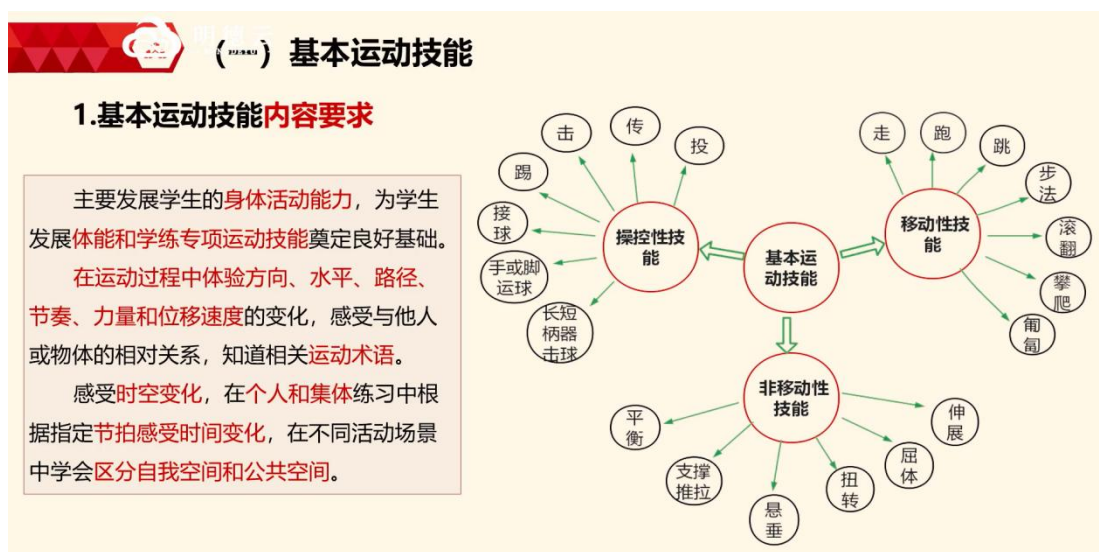 （一）基本运动技能
1.基本运动技能内容要求
主要发展学生的身体活动能力，为学生
发展体能和学练专项运动技能奠定良好基础。
在运动过程中体验方向、水平、路径、
节奏、力量和位移速度的变化，感受与他人
或物体的相对关系，知道相关运动术语。
感受时空变化，在个人和集体练习中根
据指定节拍感受时间变化，在不同活动场景
中学会区分自我空间和公共空间。
基本运
动技能
操控性技
能
投
传
击
踢
接
球
手或脚
运球
长短
柄器
击球
移动性技
能
走
跑
跳
步
法
滚
翻
攀
爬
匍
匐
非移动性
技能
平
衡
支撑
推拉
悬
垂
扭
转
屈
体
伸
展